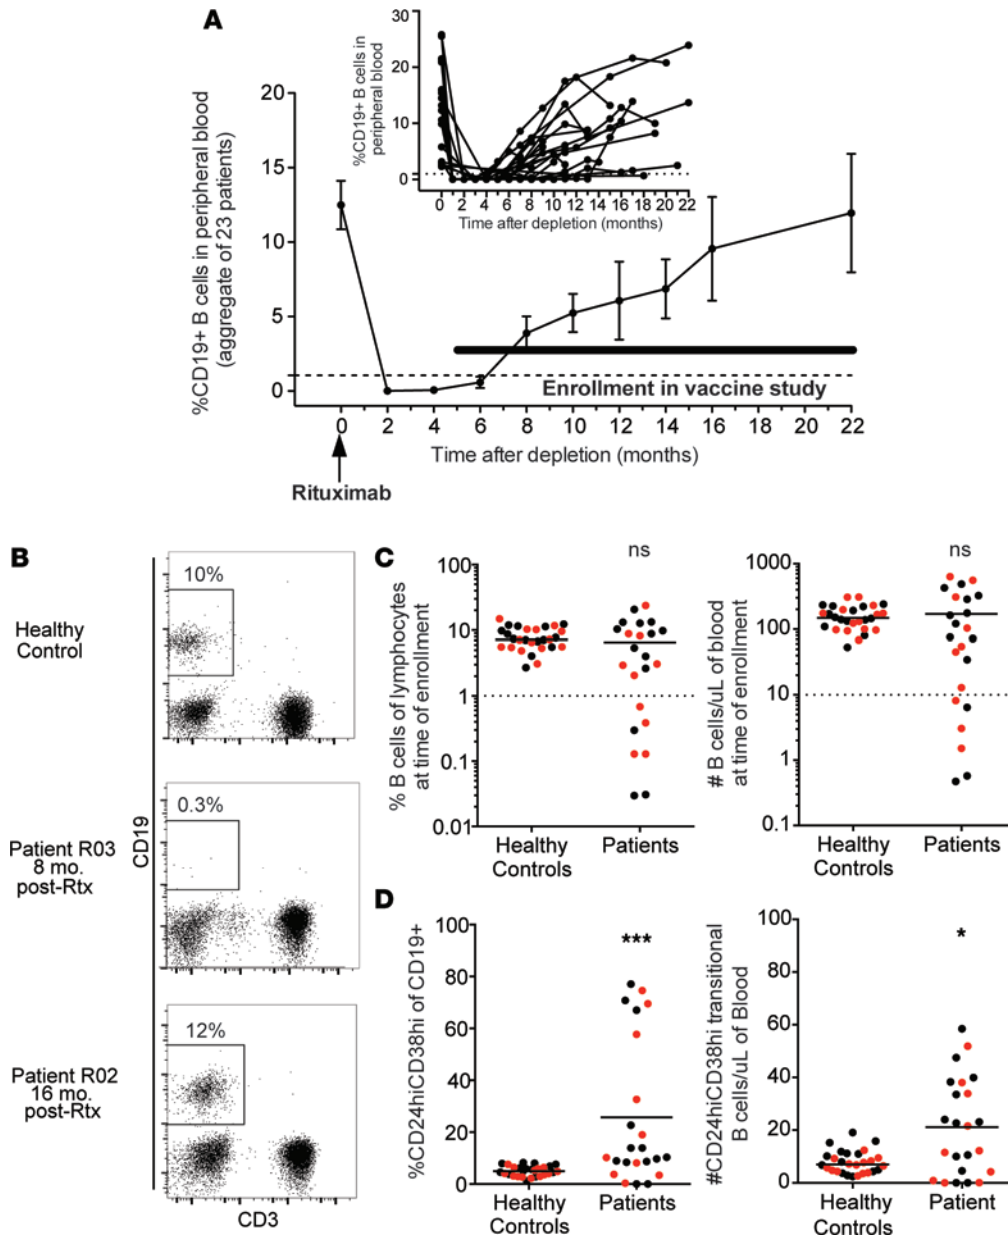 A
%CD19+ B cells in peripheral blood
(aggregate of 23 patients)
20
15
10
5
0
0
2
4
6
8
10
12
14
16
22
Time after depletion (months)
Rituximab
Enrollment in vaccine study
%CD19+ B cells in
peripheral blood
30
20
10
0
0 2 4 6 8 10 12 14 16 18 20 22
Time after depletion (months)
B
Healthy
Control
10%
Patient R03
8 mo.
post-Rtx
0.3%
Patient R02
16 mo.
post-Rtx
12%
CD19
CD3
C
% B cells of lymphocytes
at time of enrollment
100
10
1
0.1
0.01
ns
Healthy
Controls
Patients
# B cells/uL of blood
at time of enrollment
1000
100
10
1
0.1
ns
Healthy
Controls
Patients
D
%CD24hiCD38hi of CD19+
100
80
60
40
20
0
***
Healthy
Controls
Patients
#CD24hiCD38hi transitional
B cells/uL of Blood
100
80
60
40
20
0
*
Healthy
Controls
Patient